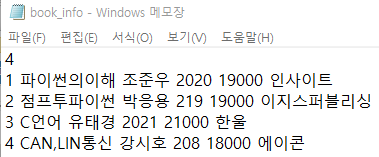 book_info - Windows 메모장
파일(F) 편집(E) 서식(O) 보기(V) 도움말(H)
4
1 파이썬의이해 조준우 2020 19000 인사이트
2 점프투파이썬 박응용 219 19000 이지스퍼블리싱
3 C언어 유태경 2021 21000 한울
4 CAN,LIN통신 강시호 208 18000 에이콘